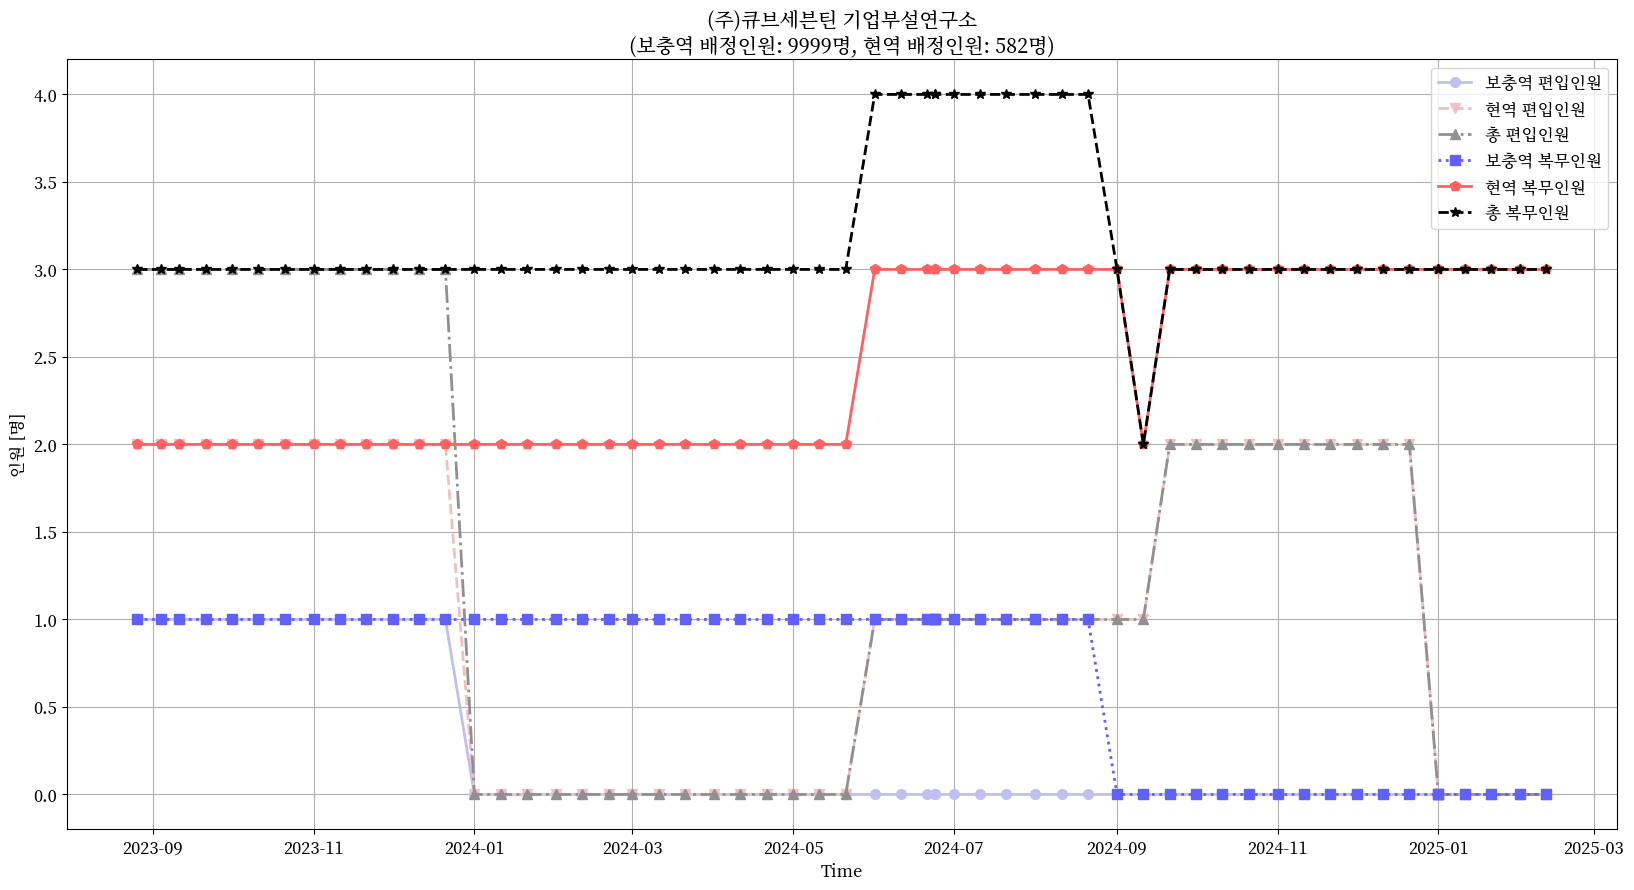 (주)큐브세븐틴 기업부설연구소
(보충역 배정인원: 9999명, 현역 배정인원: 582명)
보충역 편입인원
현역 편입인원
총 편입인원
보충역 복무인원
현역 복무인원
총 복무인원
4.0
3.5
3.0
2.5
2.0
1.5
1.0
0.5
0.0
인원 [명]
2023-09 2023-11 2024-01 2024-03 2024-05 2024-07 2024-09 2024-11 2025-01 2025-03
Time